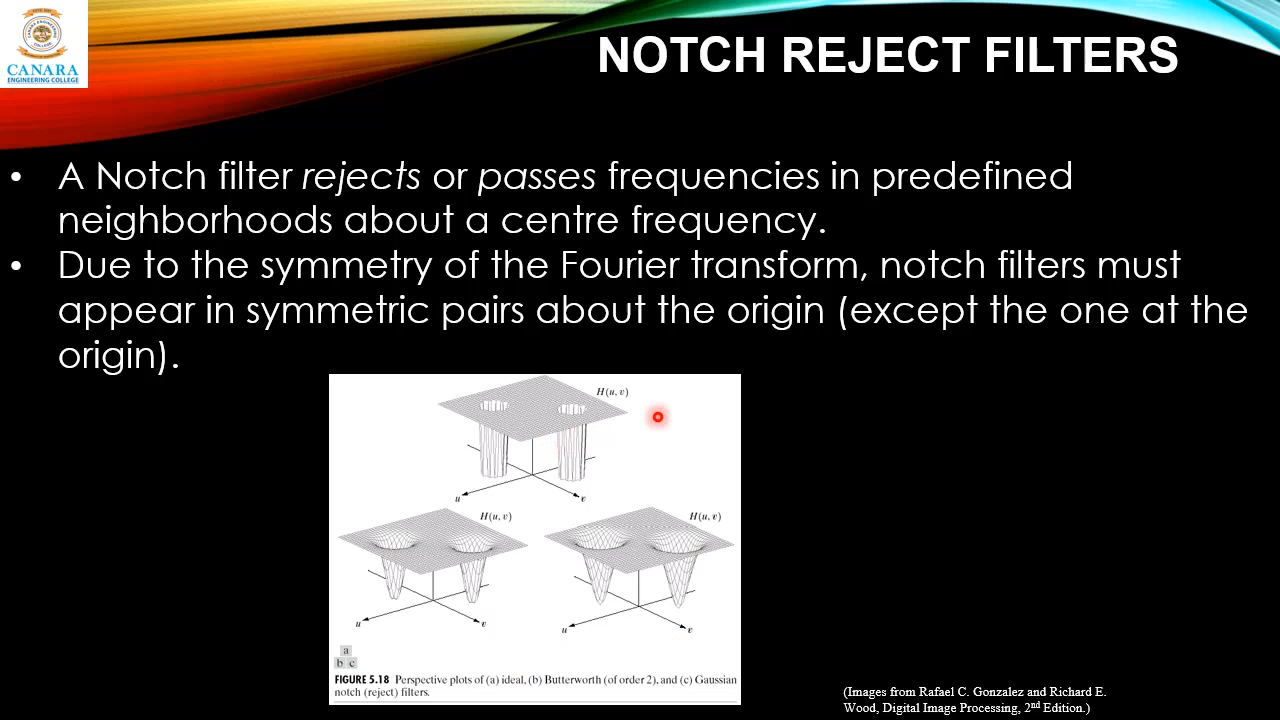 CANARA
ENGINEERING COLLEGE
NOTCH REJECT FILTERS
• A Notch filter rejects or passes frequencies in predefined
neighborhoods about a centre frequency.
• Due to the symmetry of the Fourier transform, notch filters must
appear in symmetric pairs about the origin (except the one at the
origin).
H(u, v)
u
v
H(u, v)
H(u, v)
u
v
u
v
a
b c
FIGURE 5.18 Perspective plots of (a) ideal, (b) Butterworth (of order 2), and (c) Gaussian
notch (reject) filters.
(Images from Rafael C. Gonzalez and Richard E.
Wood, Digital Image Processing, 2nd Edition.)